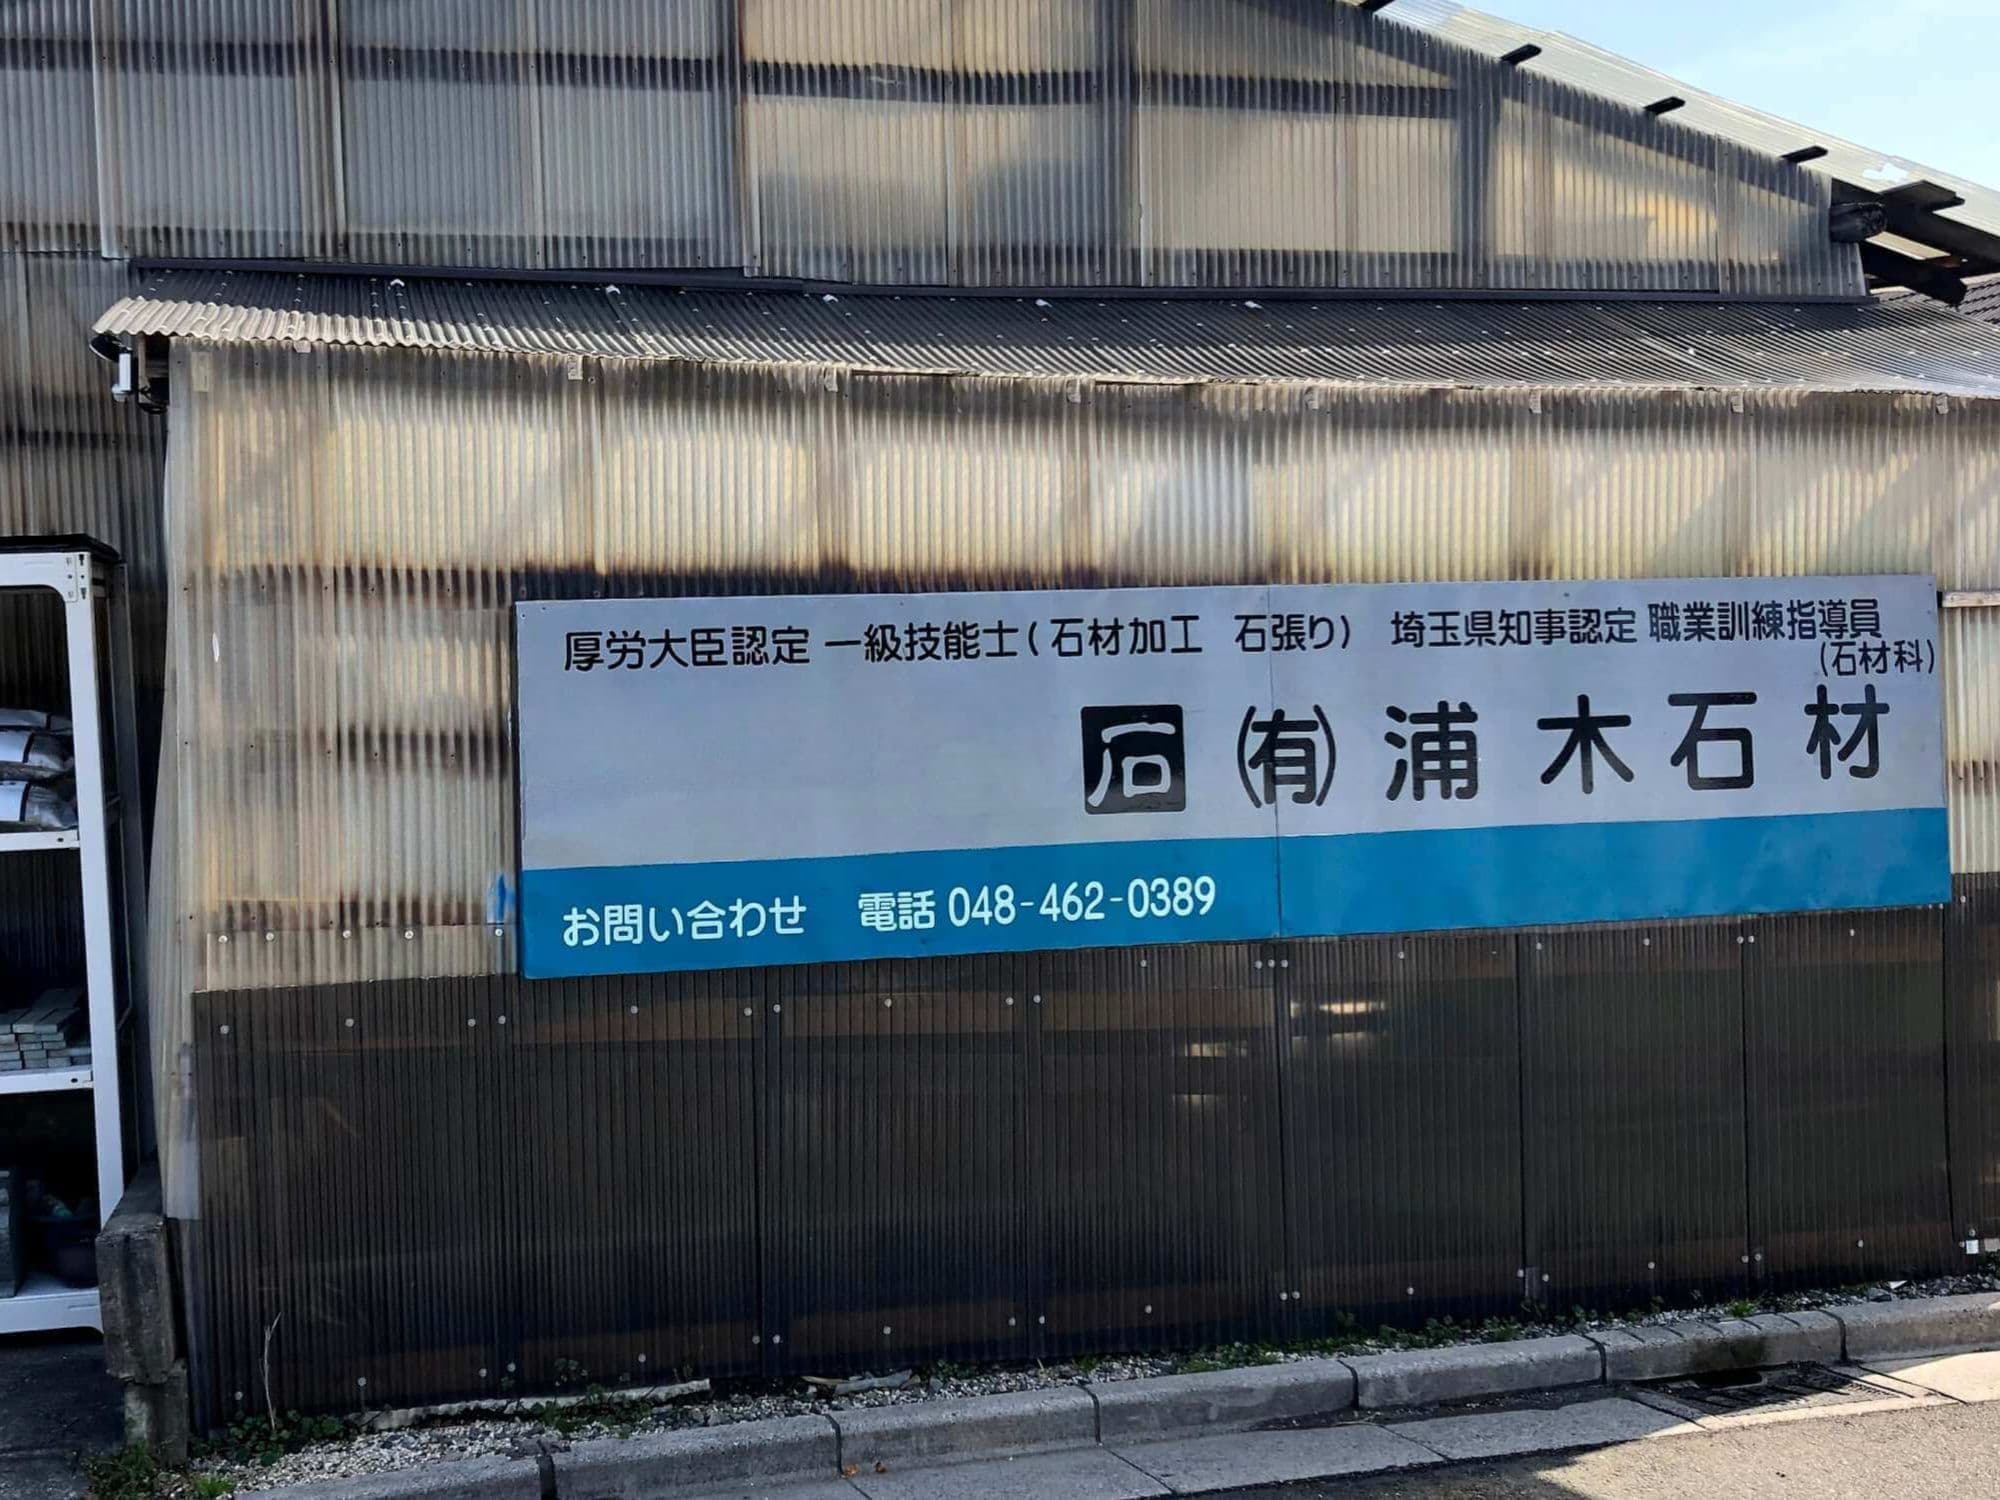 厚労大臣認定 一級技能士(石材加工 石張り) 埼玉県知事認定 職業訓練指導員
(石材科)
石 (有)浦木石材
お問い合わせ 電話 048-462-0389